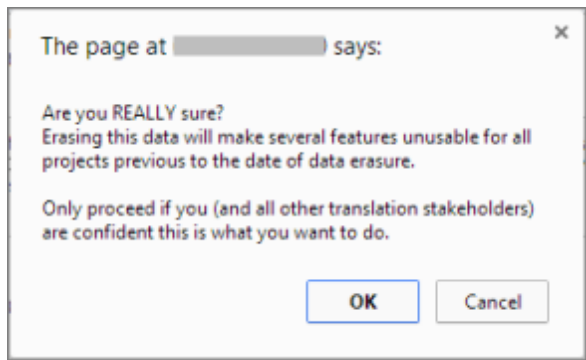 The page at says:
Are you REALLY sure?
Erasing this data will make several features unusable for all
projects previous to the date of data erasure.
Only proceed if you (and all other translation stakeholders)
are confident this is what you want to do.
OK Cancel